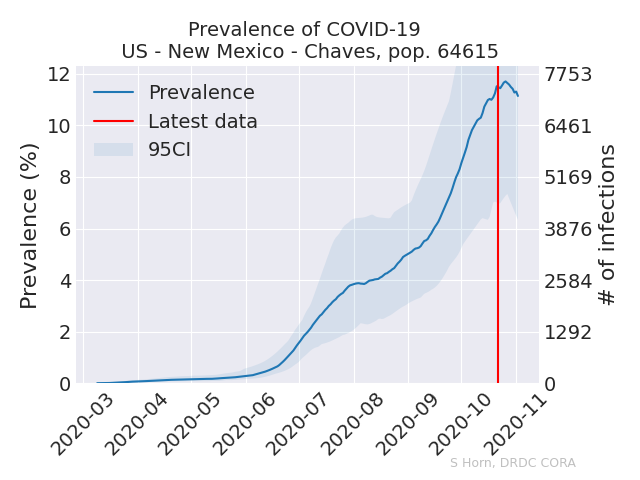 Prevalence of COVID-19
US - New Mexico - Chaves, pop. 64615
Prevalence (%)
12
10
8
6
4
2
0
Prevalence
Latest data
95CI
7753
6461
5169
3876
2584
1292
0
# of infections
2020-03
2020-04
2020-05
2020-06
2020-07
2020-08
2020-09
2020-10
2020-11
S Horn, DRDC CORA